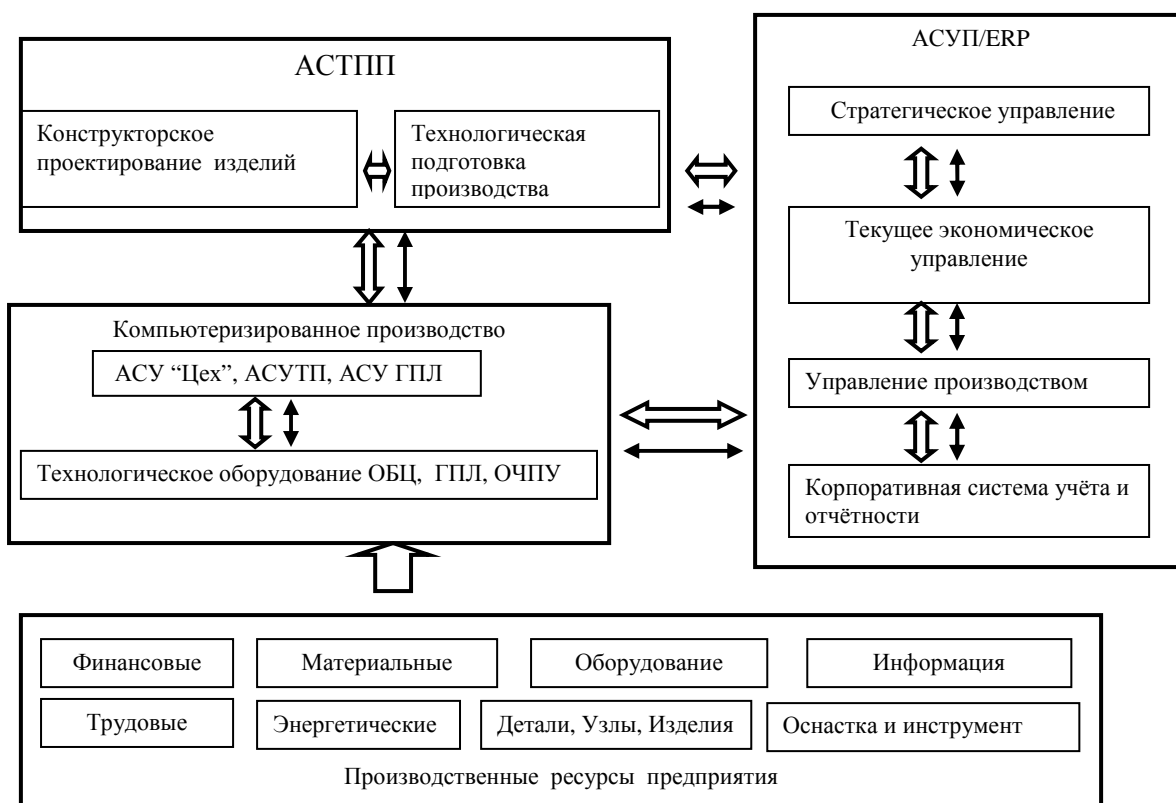 АСТПП
Конструкторское
проектирование изделий
Технологическая
подготовка
производства
АСУП/ERP
Стратегическое управление
Текущее экономическое
управление
Управление производством
Корпоративная система учёта и
отчётности
Компьютеризированное производство
АСУ “Цех”, АСУТП, АСУ ГПЛ
Технологическое оборудование ОБЦ, ГПЛ, ОЧПУ
Финансовые
Материальные
Оборудование
Информация
Трудовые
Энергетические
Детали, Узлы, Изделия
Оснастка и инструмент
Производственные ресурсы предприятия